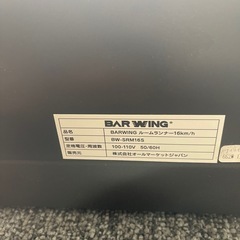 BARWING
品名 BARWING ルームランナー16km/h
型番 BW-SRM16S
定格電圧・周波数 100-110V 50/60H
販売元 株式会社オールマーケットジャパン